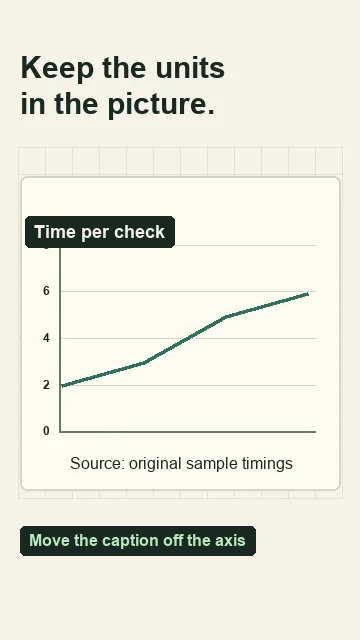 Keep the units
in the picture.
Time per check
6
4
2
0
Source: original sample timings
Move the caption off the axis